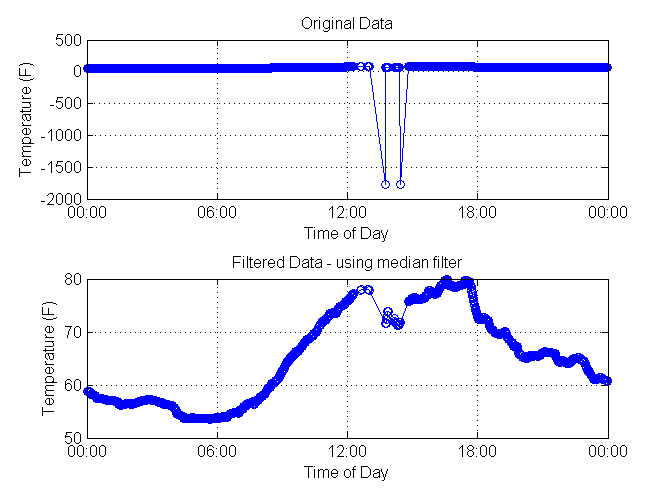 Original Data
500
0
-500
-1000
-1500
-2000
Temperature (F)
00:00 06:00 12:00 18:00 00:00
Time of Day
Filtered Data - using median filter
80
70
60
50
Temperature (F)
00:00 06:00 12:00 18:00 00:00
Time of Day